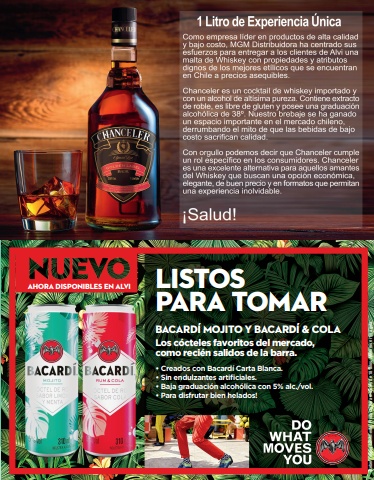 1 Litro de Experiencia Única
Como empresa líder en productos de alta calidad
y bajo costo, MGM Distribuidora ha centrado sus
esfuerzos para entregar a los clientes de Alvi una
malta de Whiskey con propiedades y atributos
dignos de los mejores etílicos que se encuentran
en Chile a precios asequibles.
Chanceler es un cocktail de whiskey importado y
con un alcohol de altísima pureza. Contiene extracto
de roble, es libre de gluten y posee una graduación
alcohólica de 38º. Nuestro brebaje se ha ganado
un espacio importante en el mercado chileno,
derrumbando el mito de que las bebidas de bajo
costo sacrifican calidad.
Con orgullo podemos decir que Chanceler cumple
un rol específico en los consumidores. Chanceler
es una excelente alternativa para aquellos amantes
del Whiskey que buscan una opción económica,
elegante, de buen precio y en formatos que permitan
una experiencia inolvidable.
¡Salud!
CHANCELER
NUEVO
AHORA DISPONIBLES EN ALVI
LISTOS
PARA TOMAR
BACARDÍ MOJITO Y BACARDÍ & COLA
Los cócteles favoritos del mercado,
como recién salidos de la barra.
• Creados con Bacardí Carta Blanca.
• Sin endulzantes artificiales.
• Baja graduación alcohólica con 5% alc./vol.
• Para disfrutar bien helados!
BACARDÍ
MOJITO
BACARDÍ
RUM & COLA
DO
WHAT
MOVES
YOU